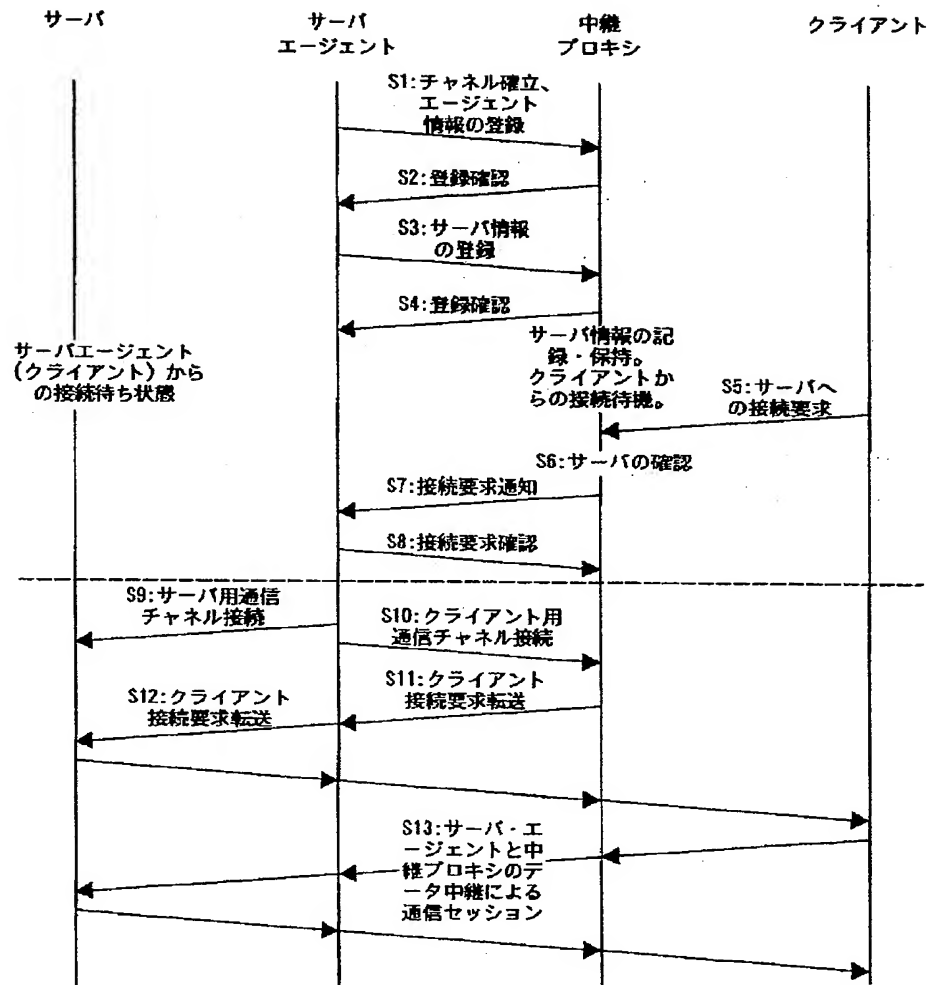 サーバ
サーバ
エージェント
中継
プロキシ
クライアント
S1:チャネル確立、
エージェント
情報の登録
S2:登録確認
S3:サーバ情報
の登録
S4:登録確認
サーバエージェント
(クライアント)から
の接続待ち状態
サーバ情報の記
録・保持。
クライアントか
らの接続待機。
S5:サーバへ
の接続要求
S6:サーバの確認
S7:接続要求通知
S8:接続要求確認
S9:サーバ用通信
チャネル接続
S10:クライアント用
通信チャネル接続
S11:クライアント
接続要求転送
S12:クライアント
接続要求転送
S13:サーバ・エ
ージェントと中
継プロキシのデ
ータ中継による
通信セッション